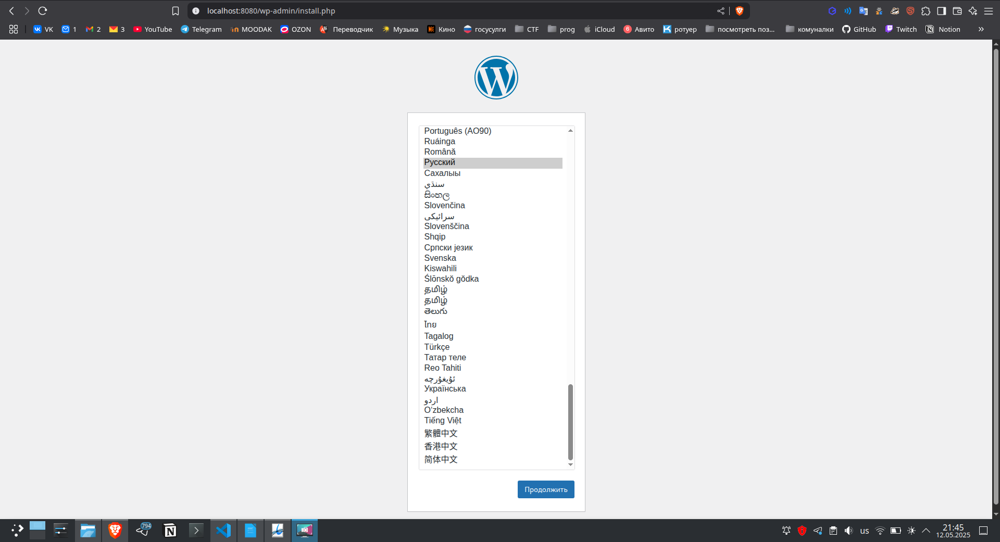 localhost:8080/wp-admin/install.php
VK 1 2 3 YouTube Telegram MOODAK OZON Переводчик Музыка Кино госусулги CTF prog iCloud 6 Авито ротуер посмотреть поз... комуналки GitHub Twitch Notion
Português (AO90)
Ruáinga
Română
Русский
Сахалыы
سنڌي
සිංහල
Slovenčina
سرائیکی
Slovenščina
Shqip
Српски језик
Svenska
Kiswahili
Ślōnskŏ gŏdka
தமிழ்
தமிழ்
తెలుగు
ไทย
Tagalog
Türkçe
Татар теле
Reo Tahiti
ئۇيغۇرچە
Українська
اردو
O‘zbekcha
Tiếng Việt
繁體中文
香港中文
简体中文
Продолжить
794
us
21:45
12.05.2025